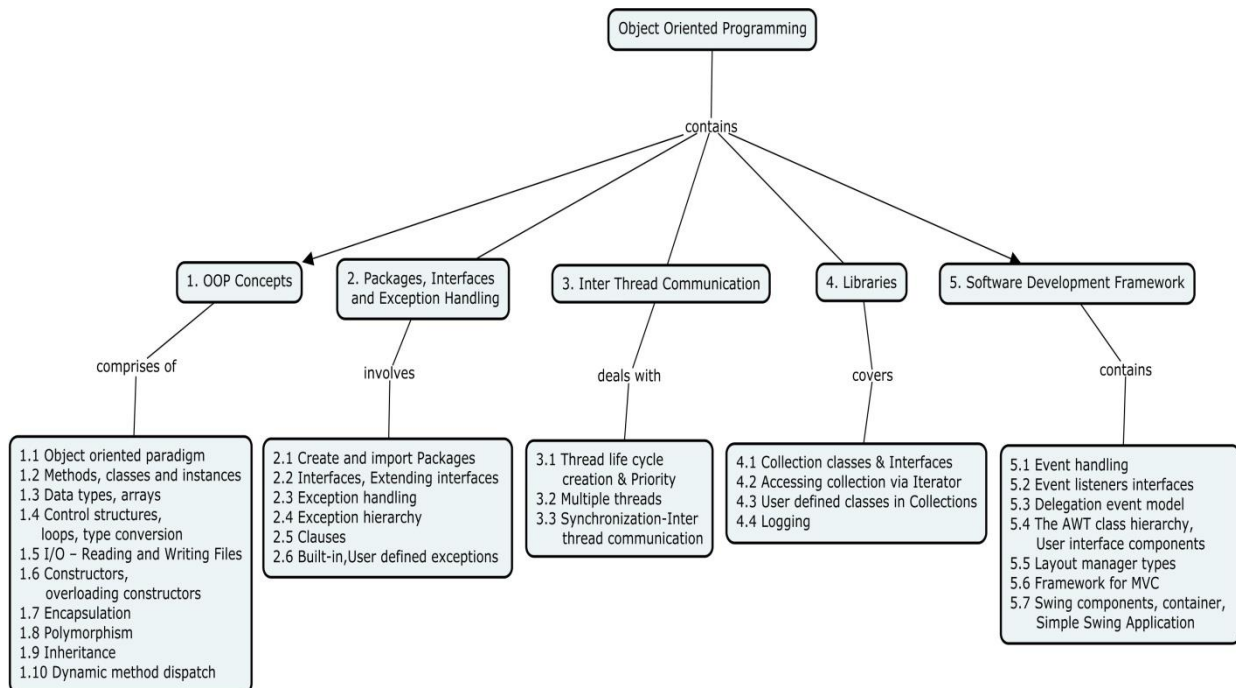 Object Oriented Programming
contains
1. OOP Concepts
2. Packages, Interfaces
and Exception Handling
3. Inter Thread Communication
4. Libraries
5. Software Development Framework
comprises of
involves
deals with
covers
contains
1.1 Object oriented paradigm
1.2 Methods, classes and instances
1.3 Data types, arrays
1.4 Control structures,
loops, type conversion
1.5 I/O – Reading and Writing Files
1.6 Constructors,
overloading constructors
1.7 Encapsulation
1.8 Polymorphism
1.9 Inheritance
1.10 Dynamic method dispatch
2.1 Create and import Packages
2.2 Interfaces, Extending interfaces
2.3 Exception handling
2.4 Exception hierarchy
2.5 Clauses
2.6 Built-in,User defined exceptions
3.1 Thread life cycle
creation & Priority
3.2 Multiple threads
3.3 Synchronization-Inter
thread communication
4.1 Collection classes & Interfaces
4.2 Accessing collection via Iterator
4.3 User defined classes in Collections
4.4 Logging
5.1 Event handling
5.2 Event listeners interfaces
5.3 Delegation event model
5.4 The AWT class hierarchy,
User interface components
5.5 Layout manager types
5.6 Framework for MVC
5.7 Swing components, container,
Simple Swing Application